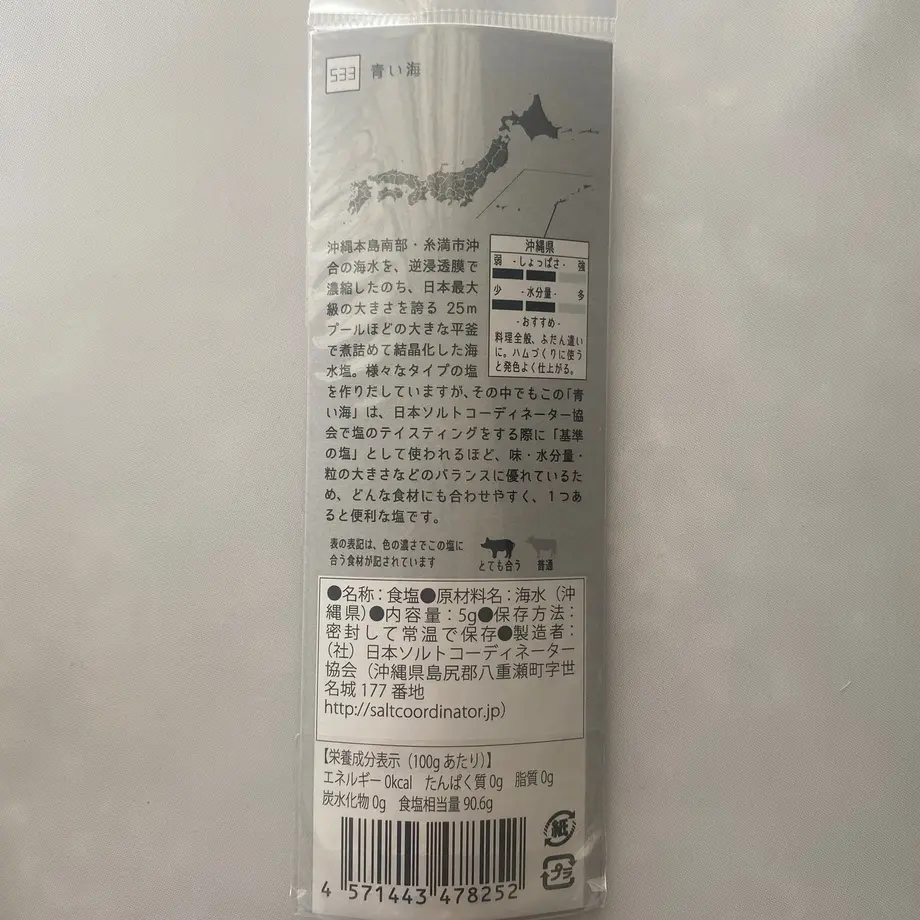 533 青い海
沖縄本島南部・糸満市沖
合の海水を、逆浸透膜で
濃縮したのち、日本最大
級の大きさを誇る 25m
プールほどの大きな平釜
で煮詰めて結晶化した海
水塩。様々なタイプの塩
を作りだしていますが、その中でもこの「青
い海」は、日本ソルトコーディネーター協
会で塩のテイスティングをする際に「基準
の塩」として使われるほど、味・水分量・
粒の大きさなどのバランスに優れているた
め、どんな食材にも合わせやすく、1つあ
ると便利な塩です。
沖縄県
弱 -しょっぱさ- 強
少 -水分量- 多
-おすすめ-
料理全般、ふだん遣い
に。ハムづくりに使う
と発色よく仕上がる。
表の表記は、色の濃さでこの塩に
合う食材が記されています
とても合う 普通
●名称：食塩●原材料名：海水（沖
縄県）●内容量：5g●保存方法：
密封して常温で保存●製造者：
（社）日本ソルトコーディネーター
協会（沖縄県島尻郡八重瀬町字世
名城 177 番地
http://saltcoordinator.jp）
【栄養成分表示（100gあたり）】
エネルギー 0kcal たんぱく質 0g 脂質 0g
炭水化物 0g 食塩相当量 90.6g
紙
プラ
4 571443 478252